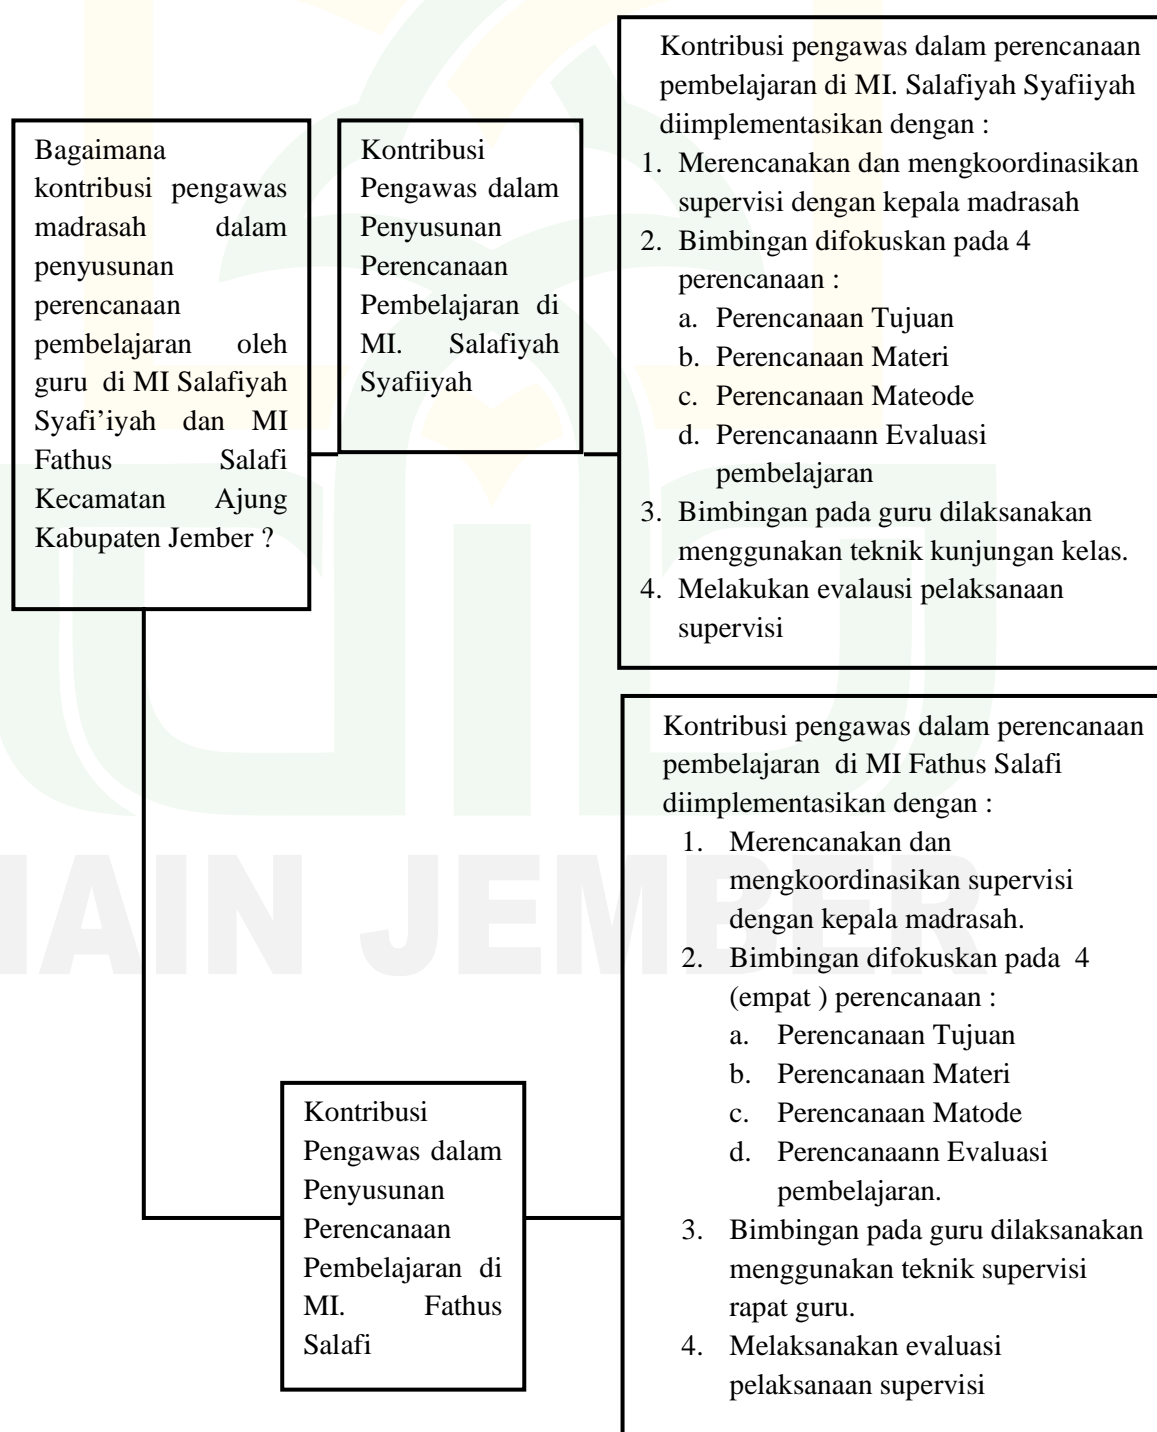 Bagaimana
kontribusi pengawas
madrasah dalam
penyusunan
perencanaan
pembelajaran oleh
guru di MI Salafiyah
Syafi’iyah dan MI
Fathus Salafi
Kecamatan Ajung
Kabupaten Jember ?
Kontribusi
Pengawas dalam
Penyusunan
Perencanaan
Pembelajaran di
MI. Salafiyah
Syafiiyah
Kontribusi pengawas dalam perencanaan
pembelajaran di MI. Salafiyah Syafiiyah
diimplementasikan dengan :
1. Merencanakan dan mengkoordinasikan
supervisi dengan kepala madrasah
2. Bimbingan difokuskan pada 4
perencanaan :
a. Perencanaan Tujuan
b. Perencanaan Materi
c. Perencanaan Mateode
d. Perencanaann Evaluasi
pembelajaran
3. Bimbingan pada guru dilaksanakan
menggunakan teknik kunjungan kelas.
4. Melakukan evalausi pelaksanaan
supervisi
Kontribusi
Pengawas dalam
Penyusunan
Perencanaan
Pembelajaran di
MI. Fathus
Salafi
Kontribusi pengawas dalam perencanaan
pembelajaran di MI Fathus Salafi
diimplementasikan dengan :
1. Merencanakan dan
mengkoordinasikan supervisi
dengan kepala madrasah.
2. Bimbingan difokuskan pada 4
(empat ) perencanaan :
a. Perencanaan Tujuan
b. Perencanaan Materi
c. Perencanaan Matode
d. Perencanaann Evaluasi
pembelajaran.
3. Bimbingan pada guru dilaksanakan
menggunakan teknik supervisi
rapat guru.
4. Melaksanakan evaluasi
pelaksanaan supervisi
IAIN JEMBER